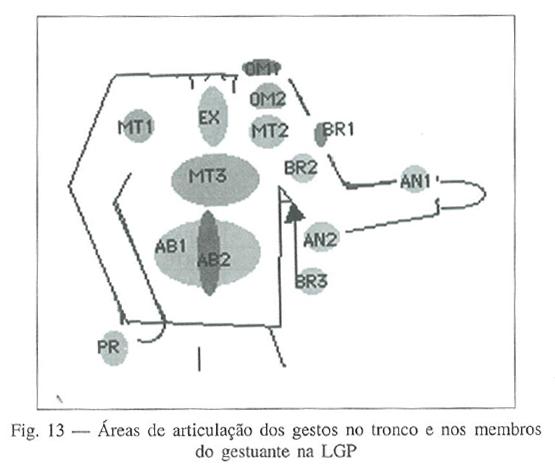 OM1
OM2
EX
MT1
MT2
BR1
MT3
BR2
AN1
AB1
AB2
AN2
BR3
PR
Fig. 13 — Áreas de articulação dos gestos no tronco e nos membros
do gestuante na LGP